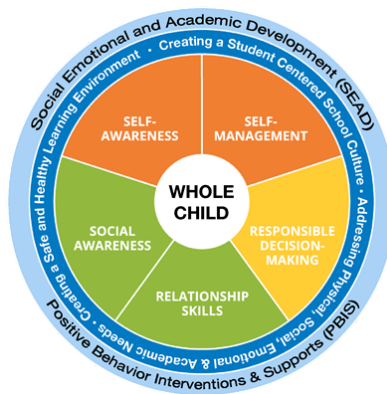 Social Emotional and Academic Development (SEAD)
Creating a Safe and Healthy Learning Environment • Creating a Student Centered School Culture • Addressing Physical, Social, Emotional & Academic Needs •
SELF-
AWARENESS
SELF-
MANAGEMENT
WHOLE
CHILD
SOCIAL
AWARENESS
RESPONSIBLE
DECISION-
MAKING
RELATIONSHIP
SKILLS
Positive Behavior Interventions & Supports (PBIS)